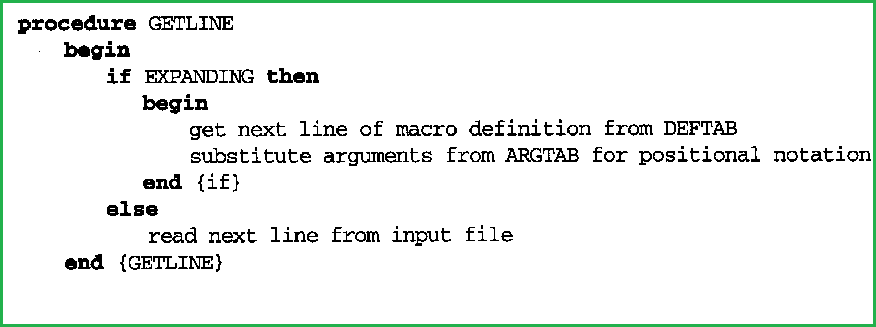 procedure GETLINE
begin
if EXPANDING then
begin
get next line of macro definition from DEFTAB
substitute arguments from ARGTAB for positional notation
end {if}
else
read next line from input file
end {GETLINE}